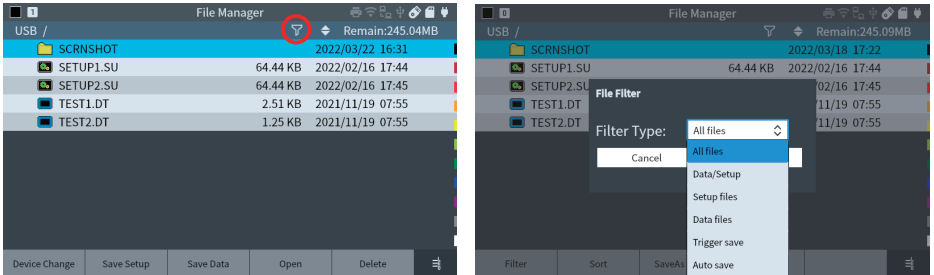 1 File Manager
USB / Remain:245.04MB
SCRNSHOT 2022/03/22 16:31
SETUP1.SU 64.44 KB 2022/02/16 17:44
SETUP2.SU 64.44 KB 2022/02/16 17:45
TEST1.DT 2.51 KB 2021/11/19 07:55
TEST2.DT 1.25 KB 2021/11/19 07:55
Device Change Save Setup Save Data Open Delete
0 File Manager
USB / Remain:245.09MB
SCRNSHOT 2022/03/18 17:22
SETUP1.SU 64.44 KB 2022/02/16 17:44
SETUP2.SU /02/16 17:45
TEST1.DT /11/19 07:55
TEST2.DT /11/19 07:55
File Filter
Filter Type: All files
Cancel
All files
Data/Setup
Setup files
Data files
Trigger save
Auto save
Filter Sort SaveAs